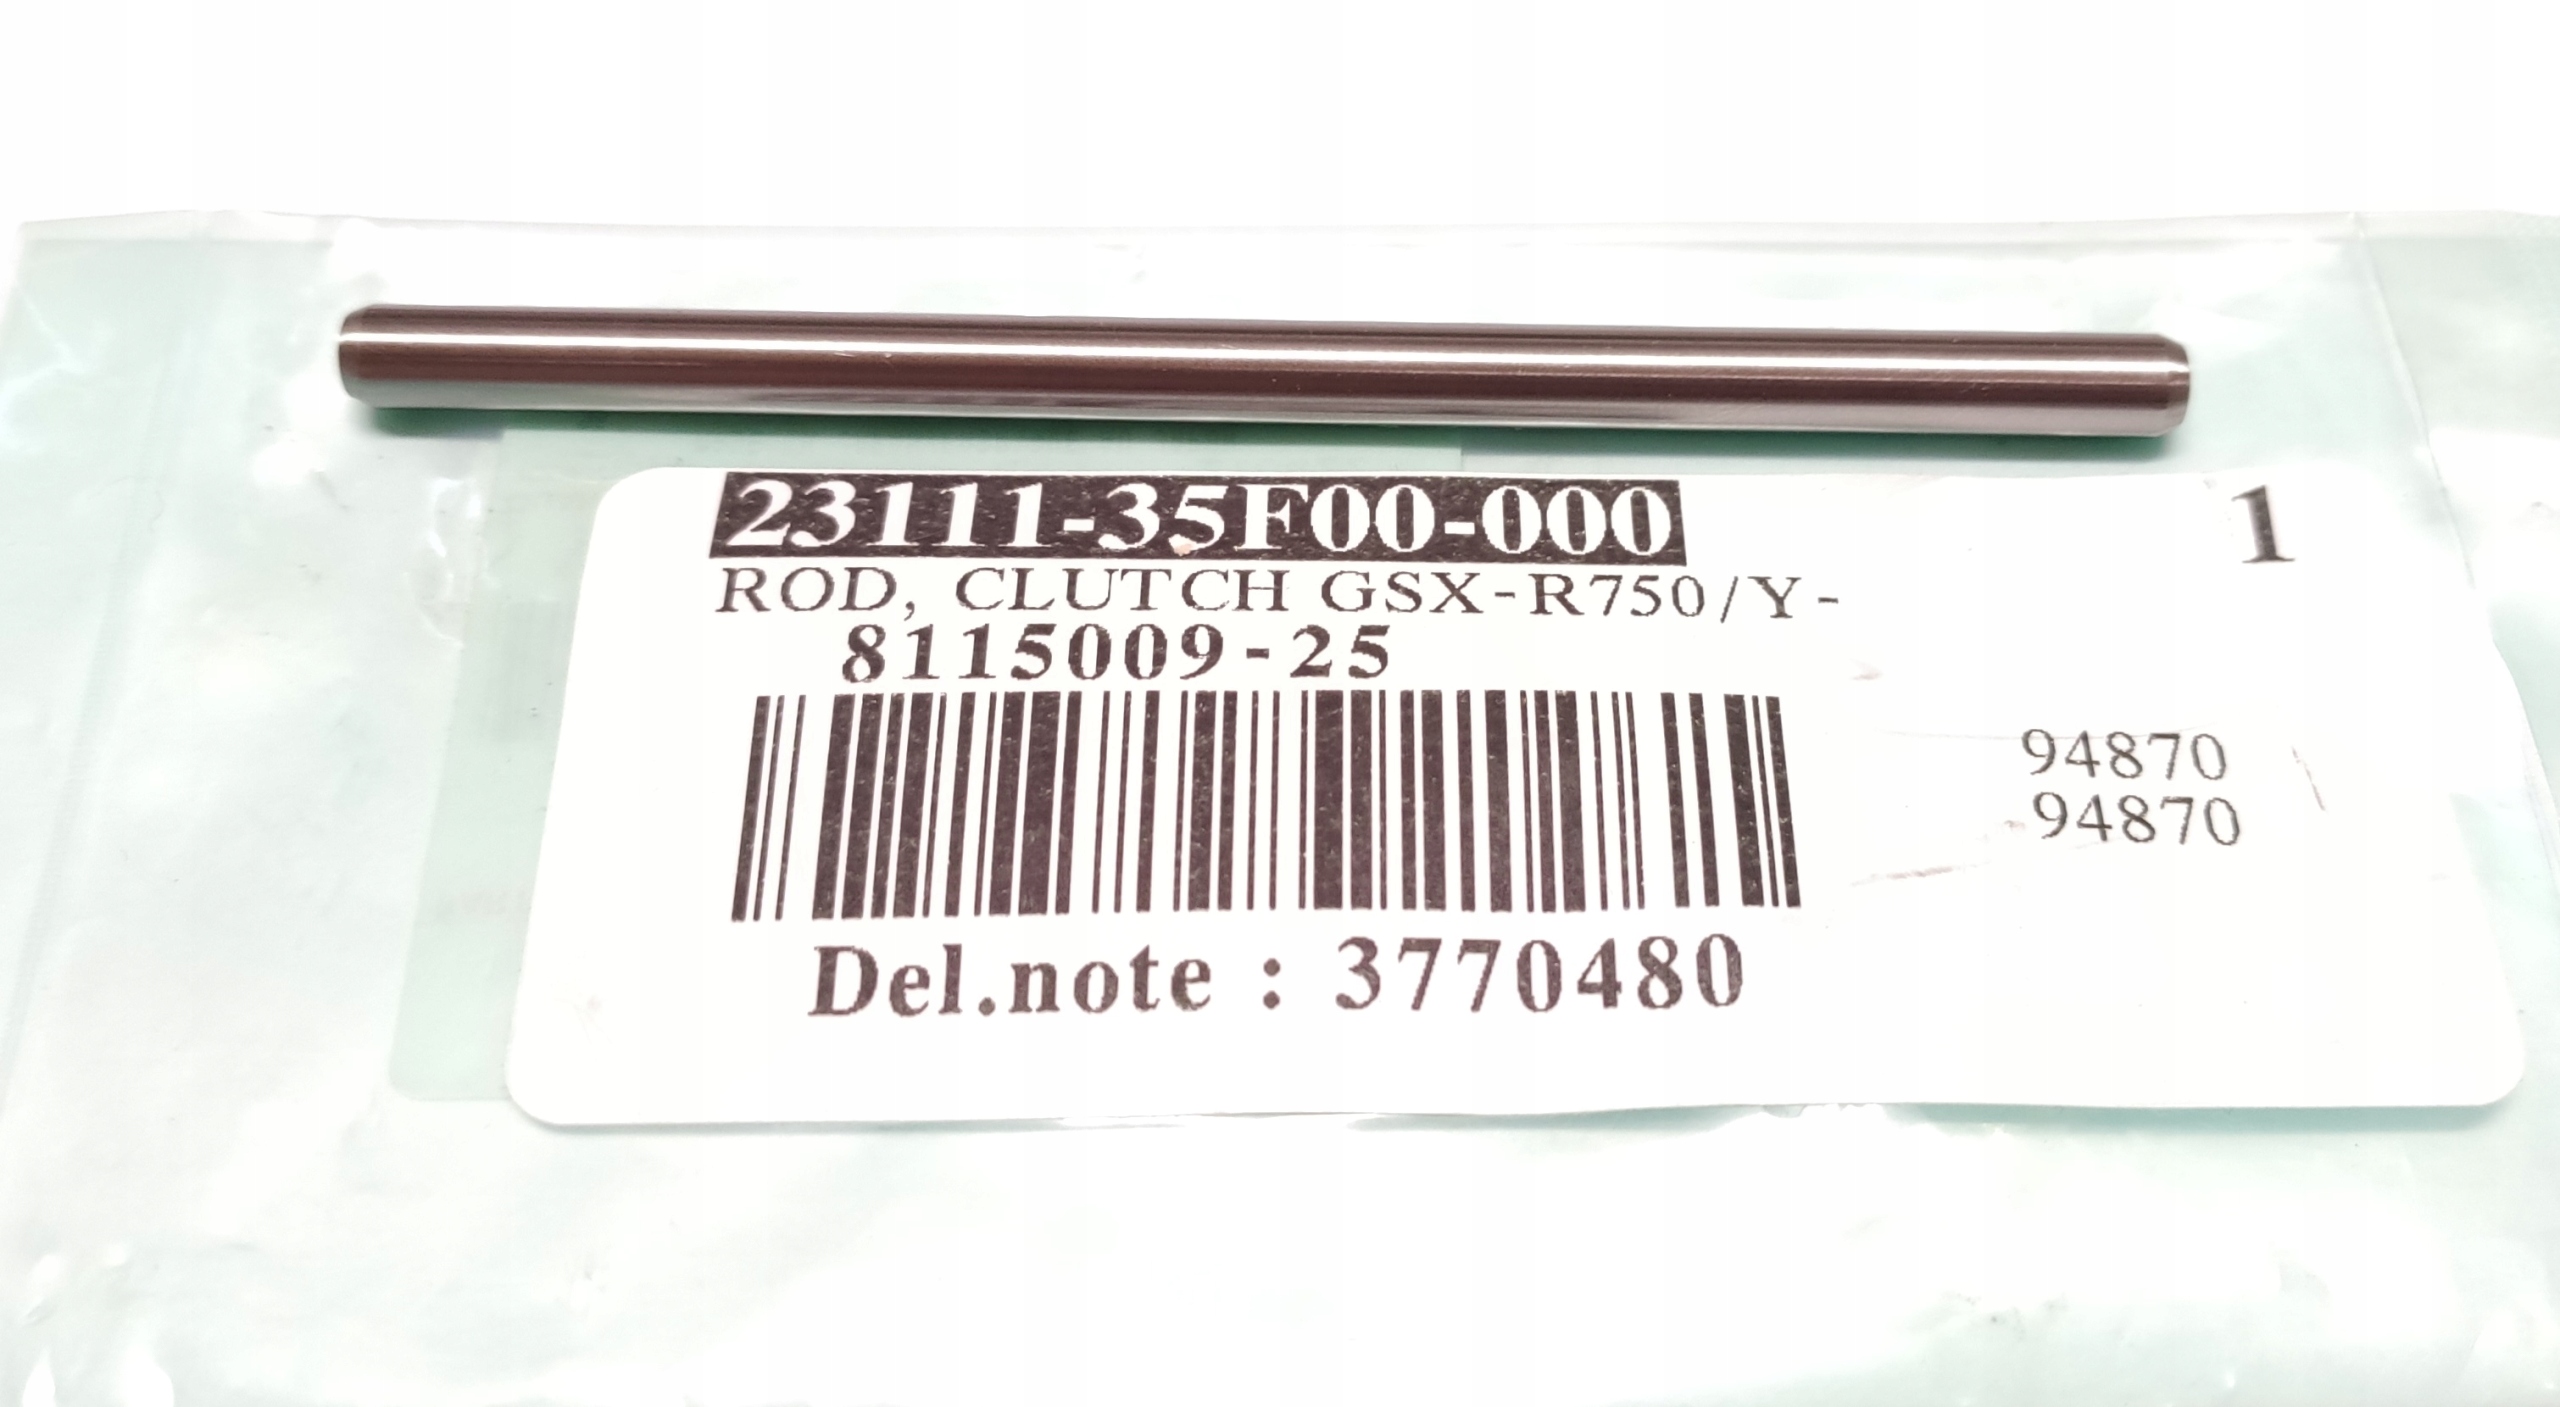 23111-35F00-000
1
ROD, CLUTCH GSX-R750/Y-
8115009-25
94870
94870
Del.note : 3770480